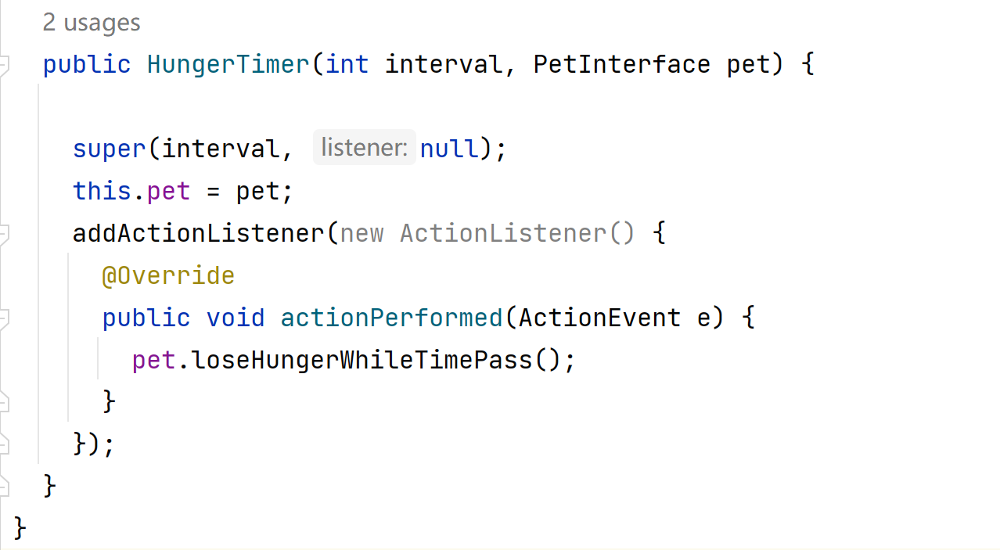 2 usages
public HungerTimer(int interval, PetInterface pet) {
super(interval, listener: null);
this.pet = pet;
addActionListener(new ActionListener() {
@Override
public void actionPerformed(ActionEvent e) {
pet.loseHungerWhileTimePass();
}
});
}
}